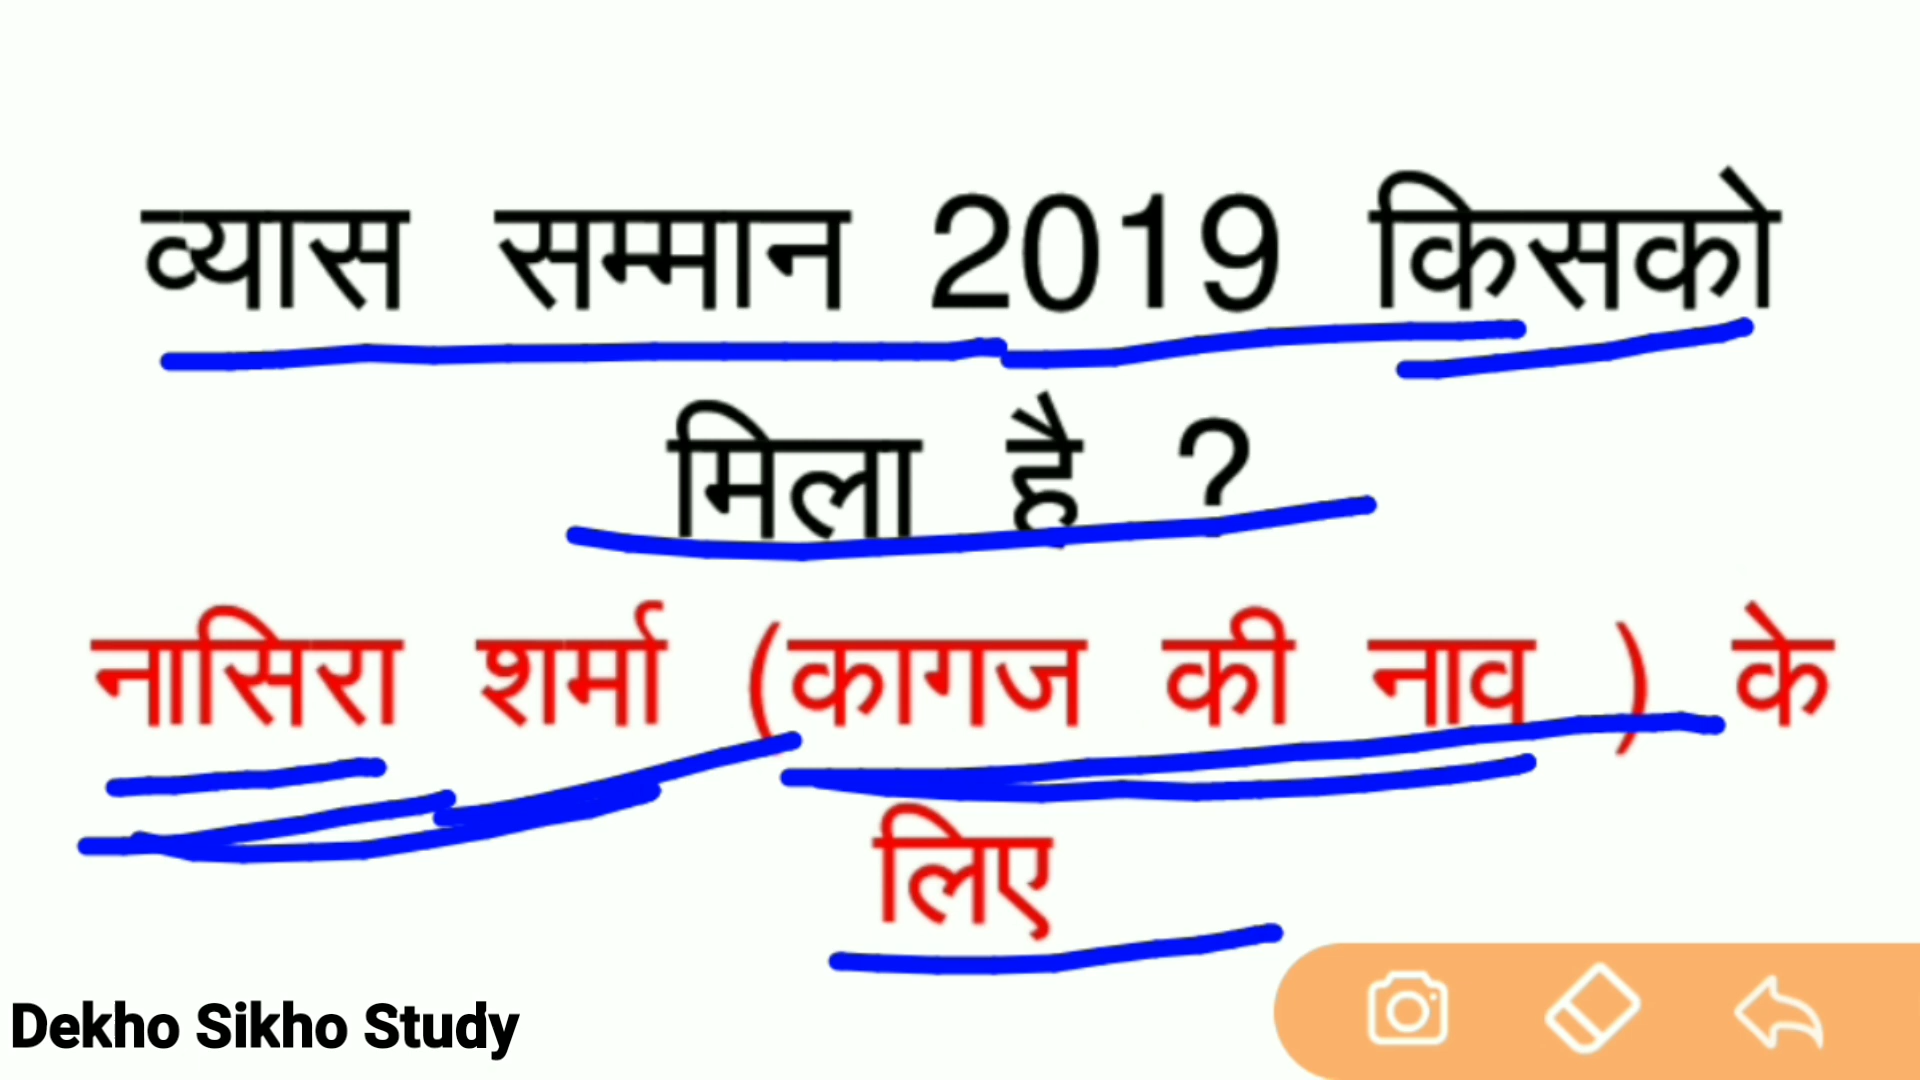 व्यास सम्मान 2019 किसको
मिला है ?
नासिरा शर्मा (कागज की नाव ) के
लिए
Dekho Sikho Study